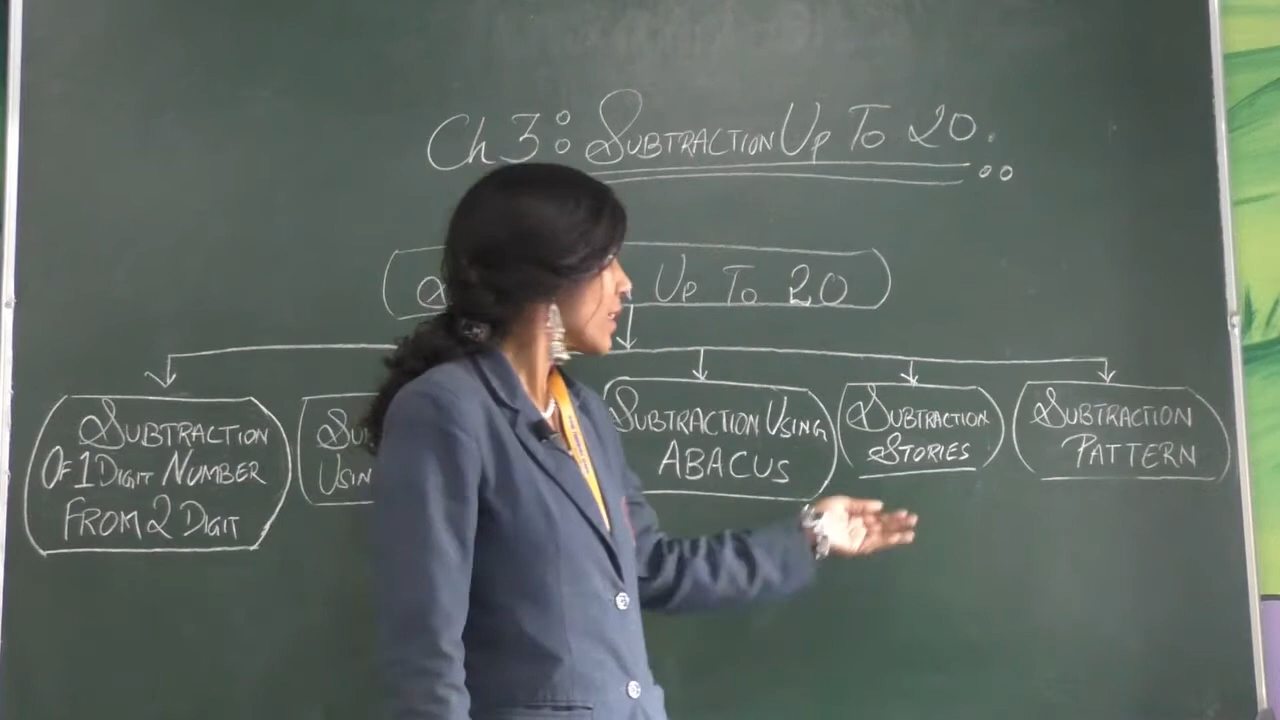 Ch 3: SUBTRACTION UP TO 20.
UP TO 20
SUBTRACTION
OF 1 DIGIT NUMBER
FROM 2 DIGIT
SUBTRACTION USING
ABACUS
SUBTRACTION
STORIES
SUBTRACTION
PATTERN